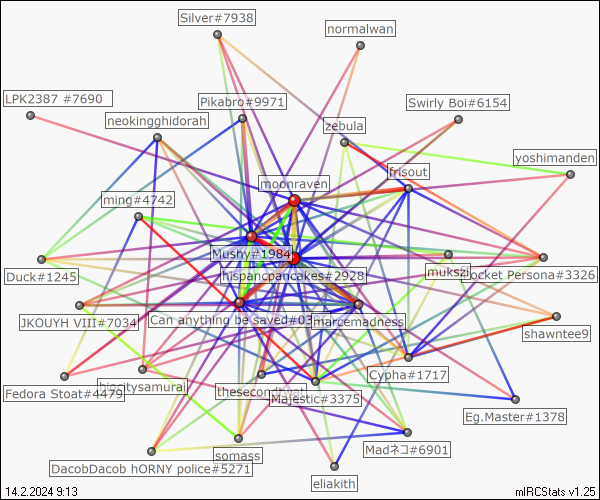 Silver#7938
normalwan
LPK2387 #7690
Pikabro#9971
Swirly Boi#6154
neokingghidorah
zebula
yoshimanden
frisout
moonraven
ming#4742
Mushy#1984
Duck#1245
hispancpancakes#2928
mukszi
ocket Persona#3326
JKOUYH VIII#7034
Can anything be saved#03
marcemadness
shawntee9
Cypha#1717
Fedora Stoat#4479
bigcitysamurai
Majestic#3375
Eg.Master#1378
somass
Madネコ#6901
DacobDacob hORNY police#5271
eliakith
14.2.2024 9:13
mIRCStats v1.25